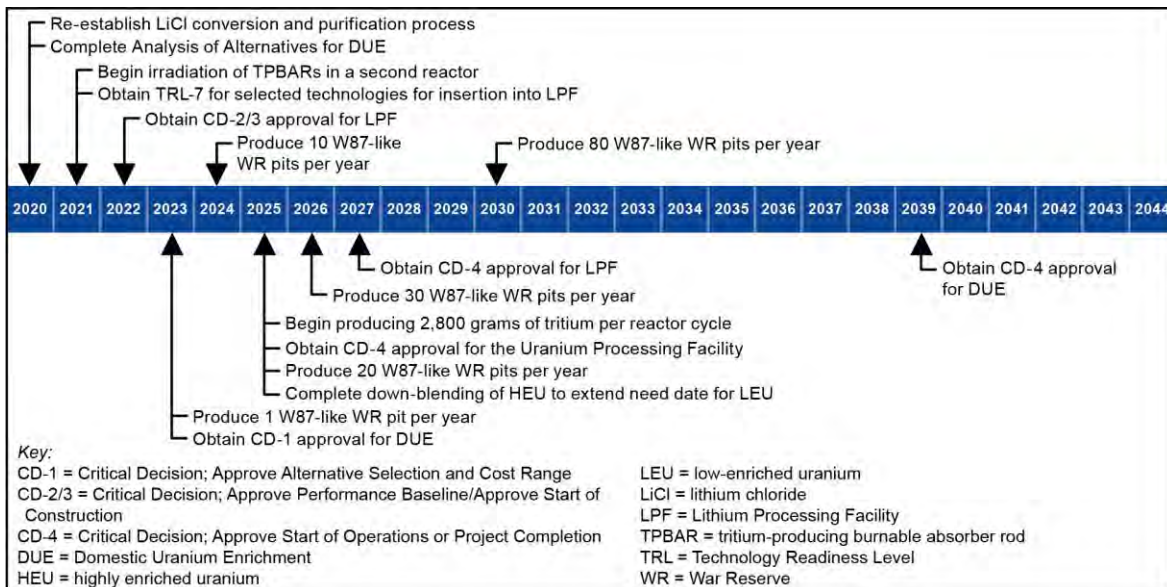 Re-establish LiCl conversion and purification process
Complete Analysis of Alternatives for DUE
Begin irradiation of TPBARs in a second reactor
Obtain TRL-7 for selected technologies for insertion into LPF
Obtain CD-2/3 approval for LPF
Produce 10 W87-like
WR pits per year
Produce 80 W87-like WR pits per year
2020 2021 2022 2023 2024 2025 2026 2027 2028 2029 2030 2031 2032 2033 2034 2035 2036 2037 2038 2039 2040 2041 2042 2043 2044
Obtain CD-4 approval for LPF
Obtain CD-4 approval
for DUE
Produce 30 W87-like WR pits per year
Begin producing 2,800 grams of tritium per reactor cycle
Obtain CD-4 approval for the Uranium Processing Facility
Produce 20 W87-like WR pits per year
Complete down-blending of HEU to extend need date for LEU
Produce 1 W87-like WR pit per year
Obtain CD-1 approval for DUE
Key:
CD-1 = Critical Decision; Approve Alternative Selection and Cost Range
CD-2/3 = Critical Decision; Approve Performance Baseline/Approve Start of
Construction
CD-4 = Critical Decision; Approve Start of Operations or Project Completion
DUE = Domestic Uranium Enrichment
HEU = highly enriched uranium
LEU = low-enriched uranium
LiCl = lithium chloride
LPF = Lithium Processing Facility
TPBAR = tritium-producing burnable absorber rod
TRL = Technology Readiness Level
WR = War Reserve